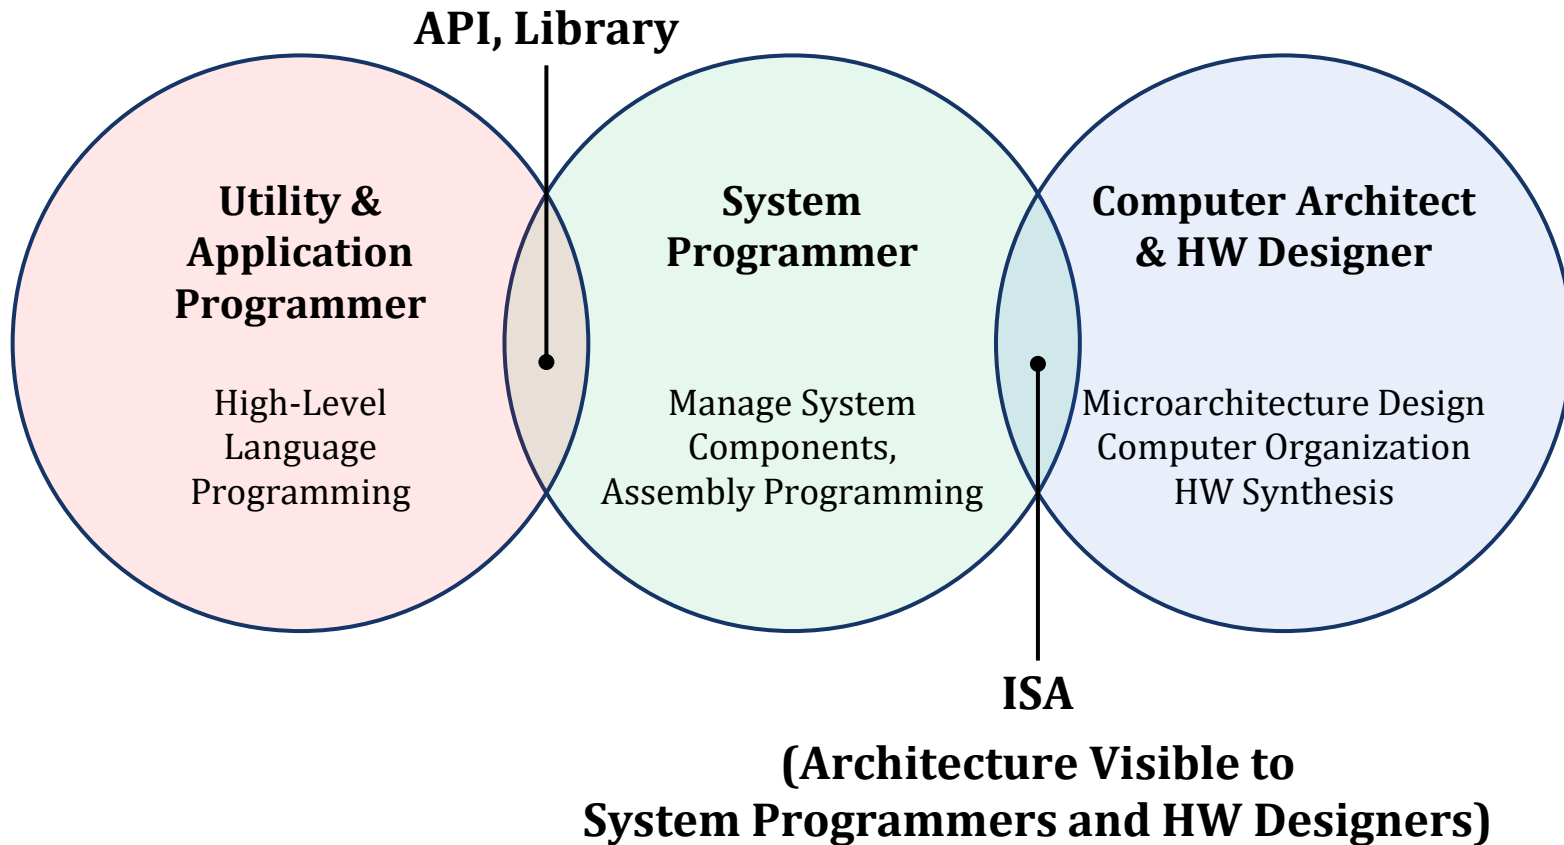 API, Library
Utility &
Application
Programmer
High-Level
Language
Programming
System
Programmer
Manage System
Components,
Assembly Programming
Computer Architect
& HW Designer
Microarchitecture Design
Computer Organization
HW Synthesis
ISA
(Architecture Visible to
System Programmers and HW Designers)